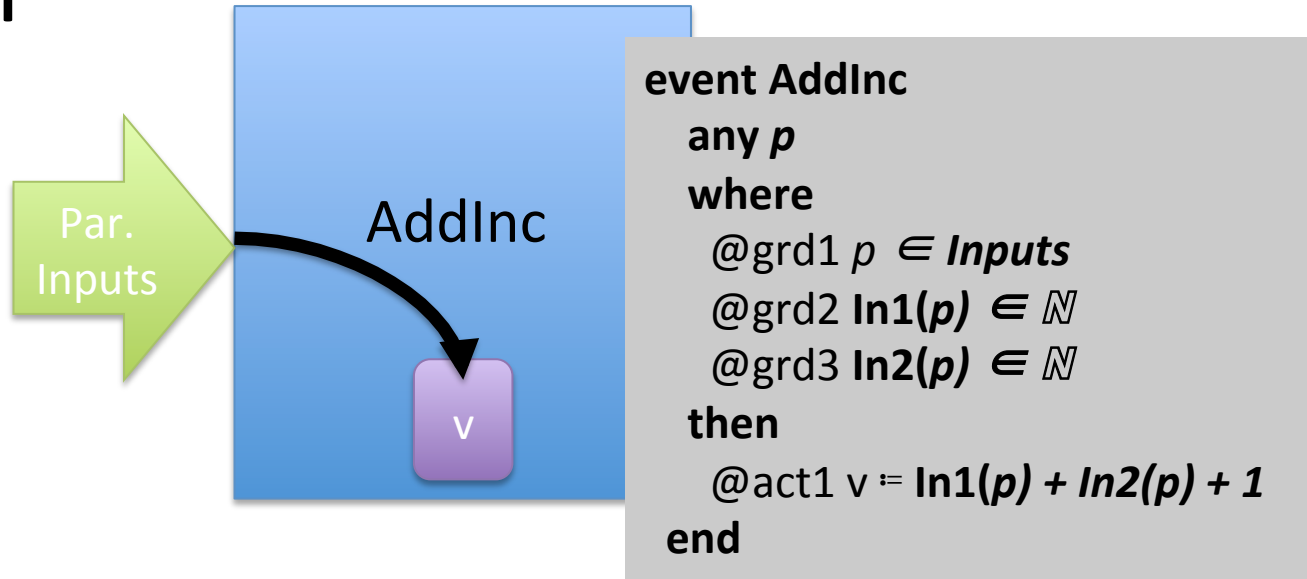 Par.
Inputs
AddInc
v
event AddInc
any p
where
@grd1 p ∈ Inputs
@grd2 In1(p) ∈ ℕ
@grd3 In2(p) ∈ ℕ
then
@act1 v ≔ In1(p) + In2(p) + 1
end